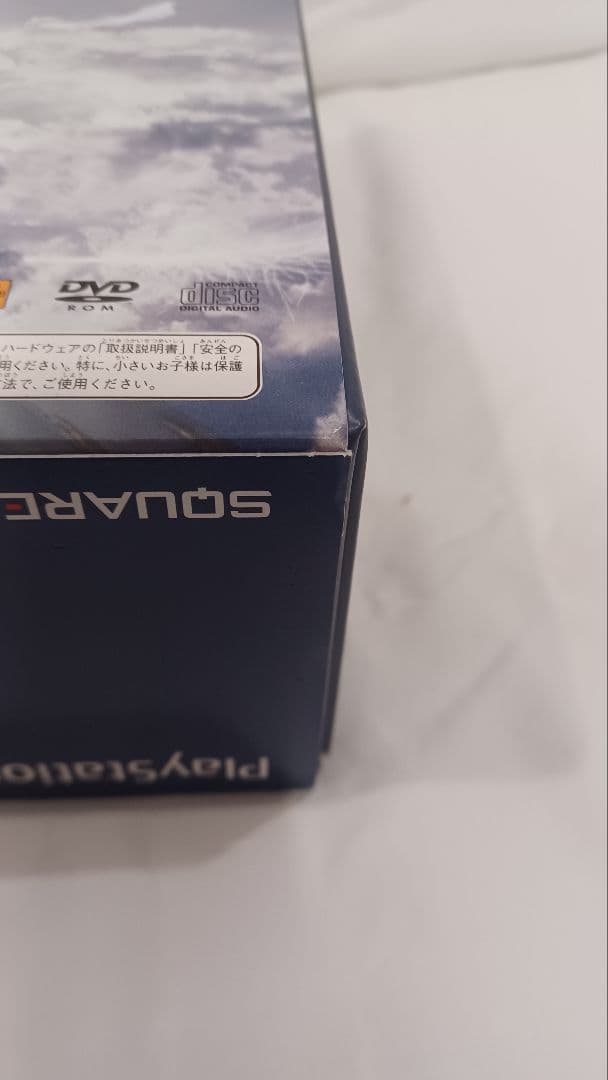 DVD
ROM
COMPACT
disc
DIGITAL AUDIO
ハードウェアの「取扱説明書」「安全の
用ください。特に、小さいお子様は保護
法で、ご使用ください。
SQUARE
PlayStation